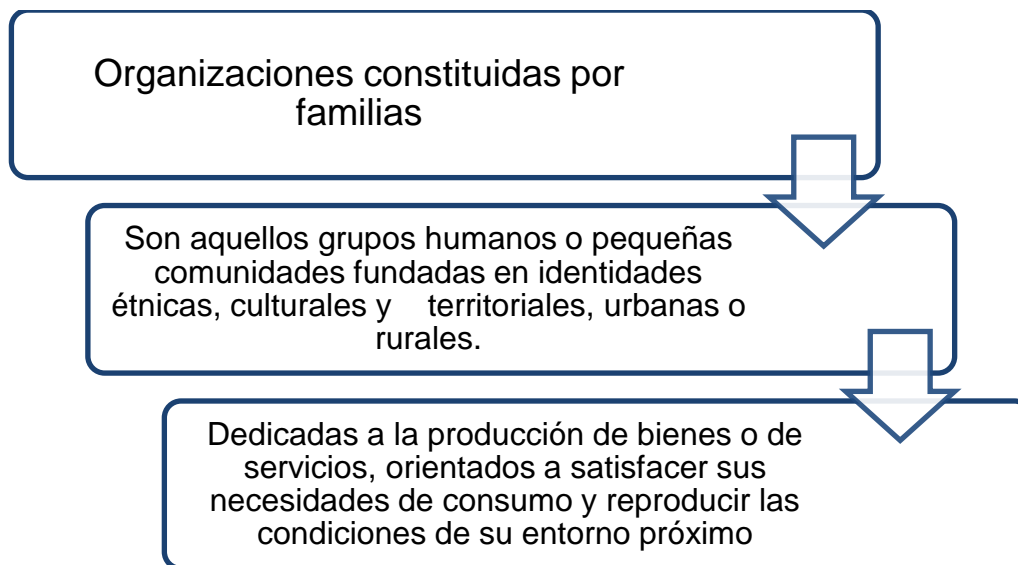 Organizaciones constituidas por
familias
Son aquellos grupos humanos o pequeñas
comunidades fundadas en identidades
étnicas, culturales y    territoriales, urbanas o
rurales.
Dedicadas a la producción de bienes o de
servicios, orientados a satisfacer sus
necesidades de consumo y reproducir las
condiciones de su entorno próximo